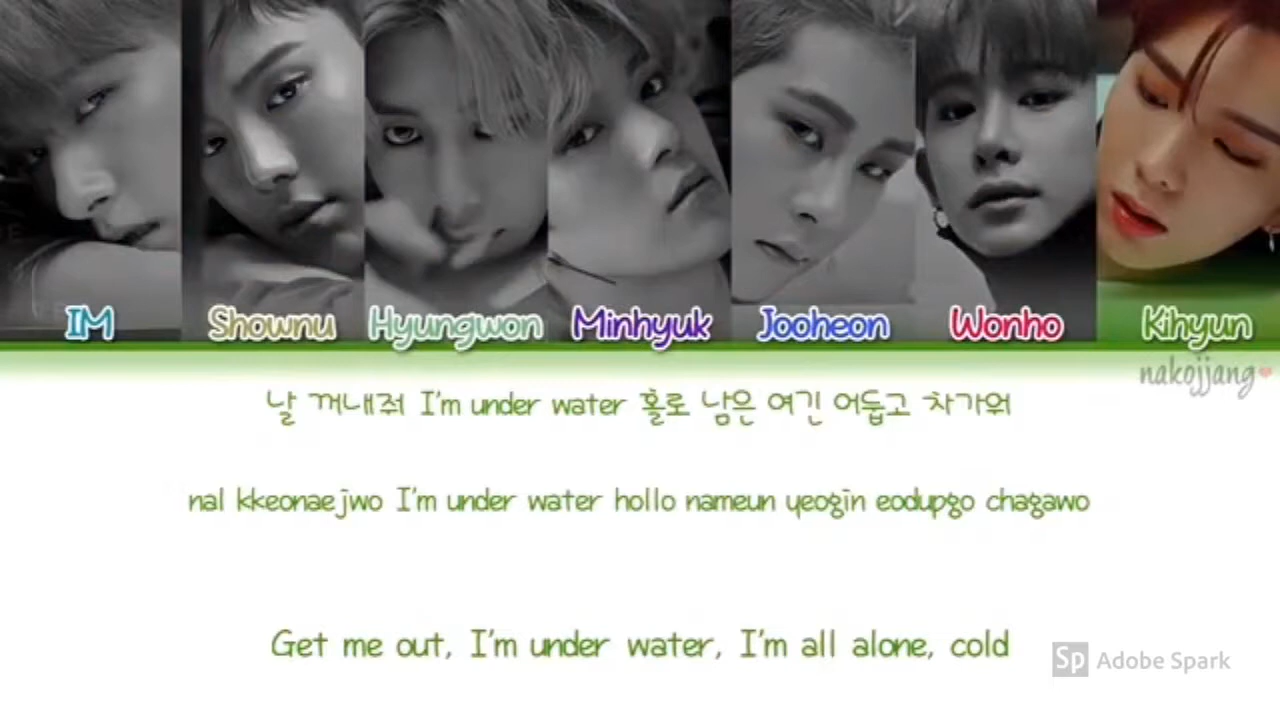 IM Shownu Hyungwon Minhyuk Jooheon Wonho Kihyun
nakojjang
날 꺼내줘 I'm under water 홀로 남은 여긴 어둡고 차가워
nal kkeonaejwo I'm under water hollo nameun yeogin eodupgo chagawo
Get me out, I'm under water, I'm all alone, cold
Sp Adobe Spark